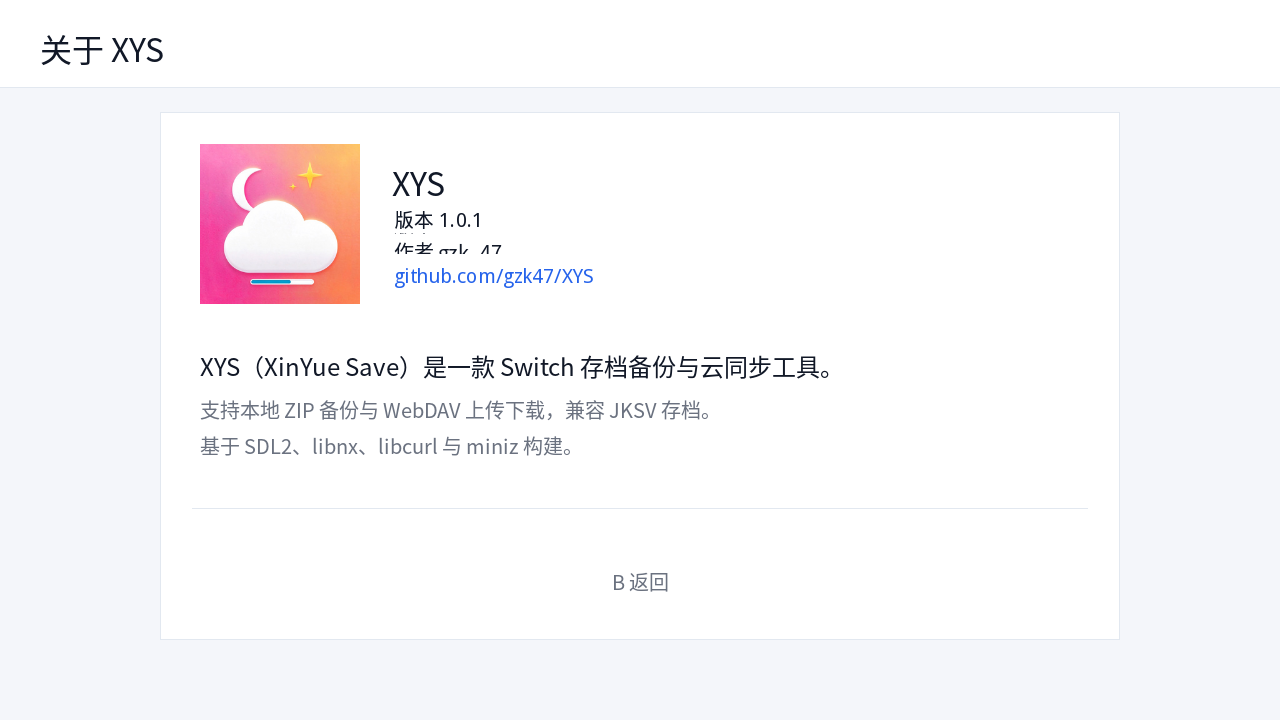 关于 XYS
XYS
版本 1.0.1
作者 gzk_47
github.com/gzk47/XYS
XYS（XinYue Save）是一款 Switch 存档备份与云同步工具。
支持本地 ZIP 备份与 WebDAV 上传下载，兼容 JKSV 存档。
基于 SDL2、libnx、libcurl 与 miniz 构建。
B 返回